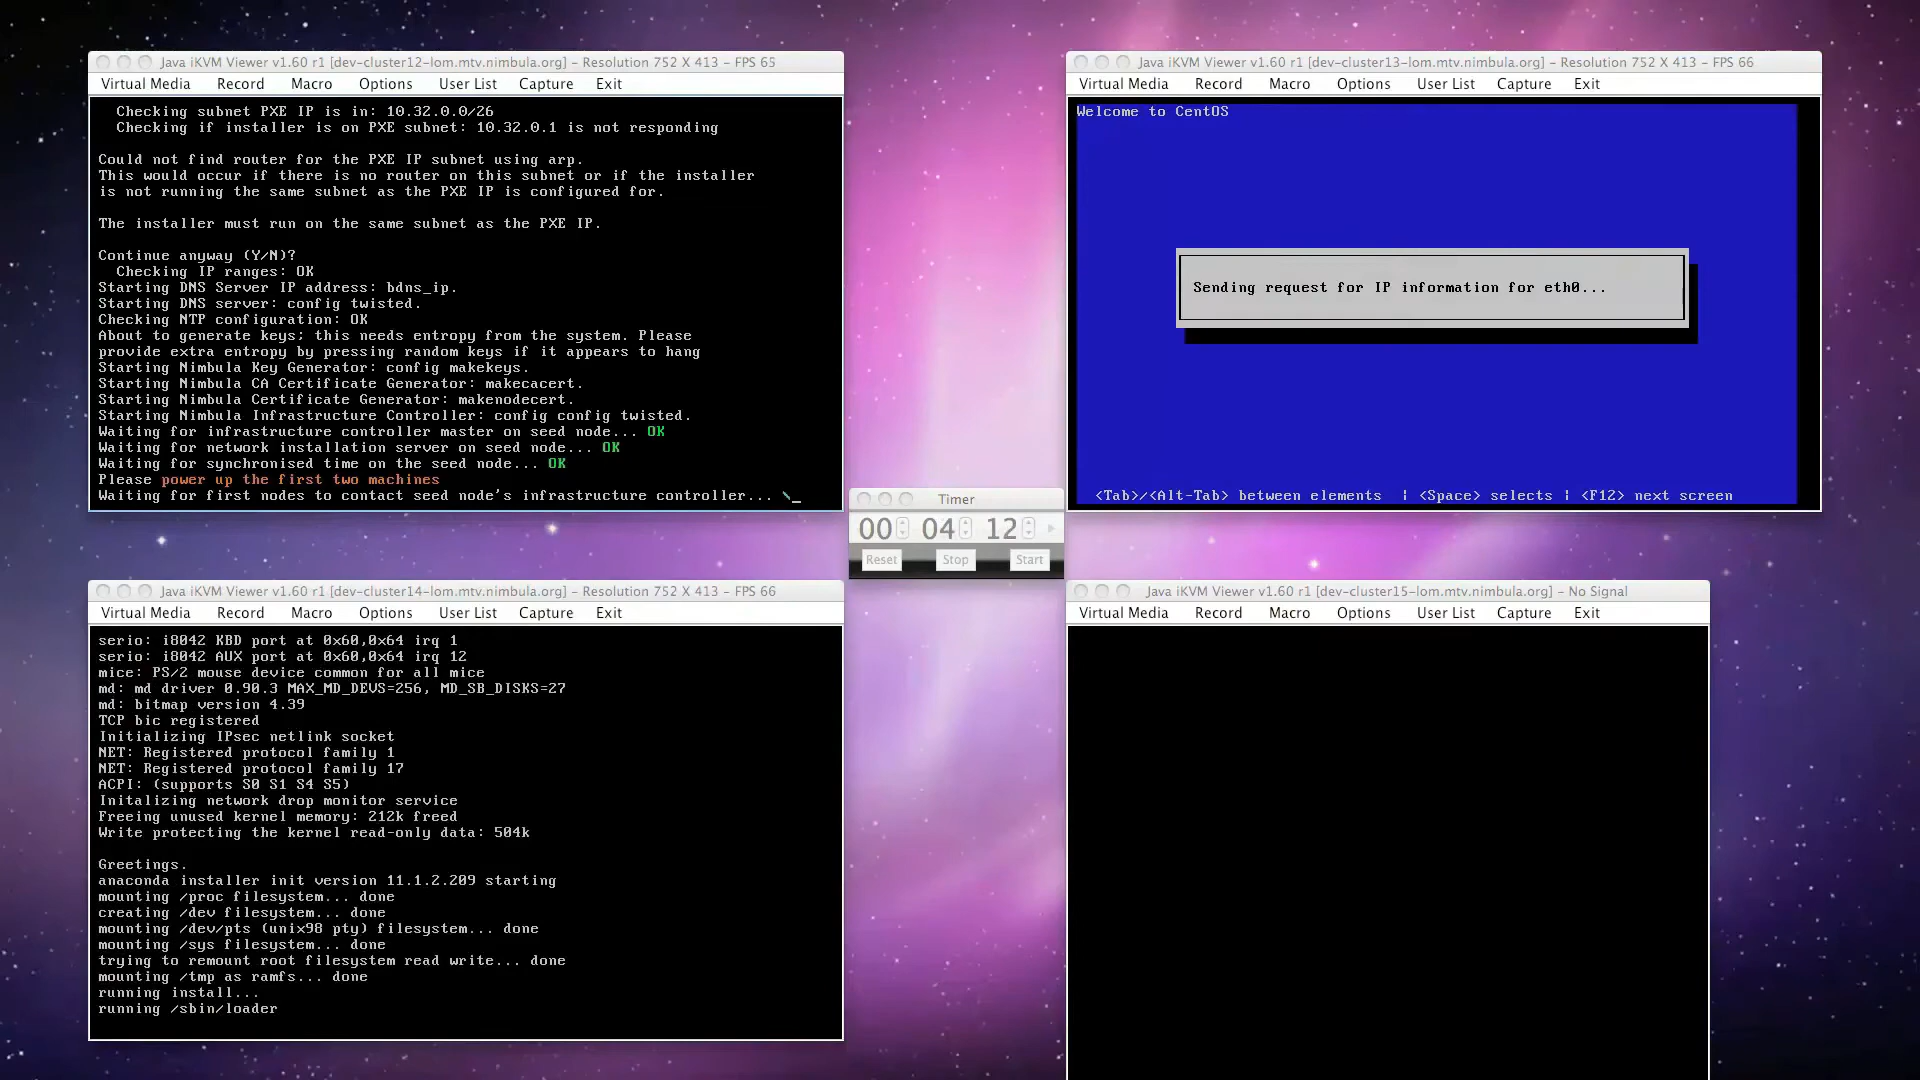 Java iKVM Viewer v1.60 r1 [dev-cluster12-lom.mtv.nimbula.org] - Resolution 752 X 413 - FPS 65
Virtual Media Record Macro Options User List Capture Exit
Checking subnet PXE IP is in: 10.32.0.0/26
Checking if installer is on PXE subnet: 10.32.0.1 is not responding
Could not find router for the PXE IP subnet using arp.
This would occur if there is no router on this subnet or if the installer
is not running the same subnet as the PXE IP is configured for.
The installer must run on the same subnet as the PXE IP.
Continue anyway (Y/N)?
Checking IP ranges: OK
Starting DNS Server IP address: bdns_ip.
Starting DNS server: config twisted.
Checking NTP configuration: OK
About to generate keys; this needs entropy from the system. Please
provide extra entropy by pressing random keys if it appears to hang
Starting Nimbula Key Generator: config makekeys.
Starting Nimbula CA Certificate Generator: makecacert.
Starting Nimbula Certificate Generator: makenodecert.
Starting Nimbula Infrastructure Controller: config config twisted.
Waiting for infrastructure controller master on seed node... OK
Waiting for network installation server on seed node... OK
Waiting for synchronised time on the seed node... OK
Please power up the first two machines
Waiting for first nodes to contact seed node's infrastructure controller... \_
Java iKVM Viewer v1.60 r1 [dev-cluster13-lom.mtv.nimbula.org] - Resolution 752 X 413 - FPS 66
Virtual Media Record Macro Options User List Capture Exit
Welcome to CentOS
Sending request for IP information for eth0...
<Tab>/<Alt-Tab> between elements | <Space> selects | <F12> next screen
Timer
00 04 12
Reset Stop Start
Java iKVM Viewer v1.60 r1 [dev-cluster14-lom.mtv.nimbula.org] - Resolution 752 X 413 - FPS 66
Virtual Media Record Macro Options User List Capture Exit
serio: i8042 KBD port at 0x60,0x64 irq 1
serio: i8042 AUX port at 0x60,0x64 irq 12
mice: PS/2 mouse device common for all mice
md: md driver 0.90.3 MAX_MD_DEVS=256, MD_SB_DISKS=27
md: bitmap version 4.39
TCP bic registered
Initializing IPsec netlink socket
NET: Registered protocol family 1
NET: Registered protocol family 17
ACPI: (supports S0 S1 S4 S5)
Initalizing network drop monitor service
Freeing unused kernel memory: 212k freed
Write protecting the kernel read-only data: 504k
Greetings.
anaconda installer init version 11.1.2.209 starting
mounting /proc filesystem... done
creating /dev filesystem... done
mounting /dev/pts (unix98 pty) filesystem... done
mounting /sys filesystem... done
trying to remount root filesystem read write... done
mounting /tmp as ramfs... done
running install...
running /sbin/loader
Java iKVM Viewer v1.60 r1 [dev-cluster15-lom.mtv.nimbula.org] - No Signal
Virtual Media Record Macro Options User List Capture Exit